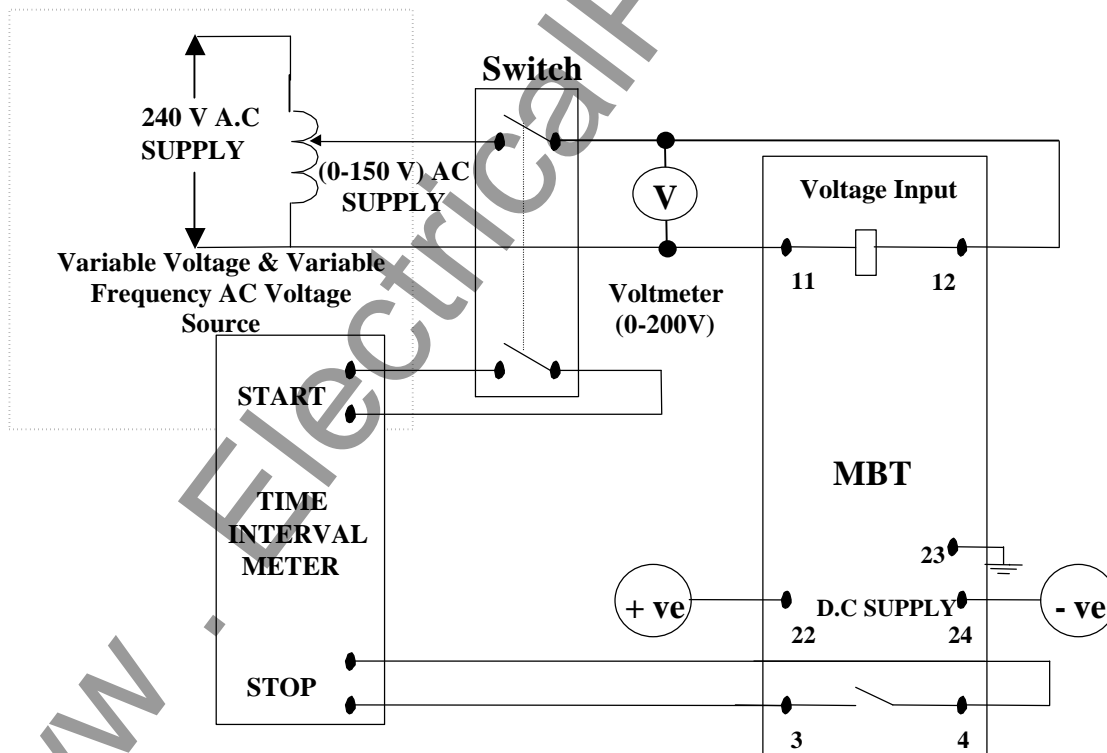 Switch
240 V A.C
SUPPLY
(0-150 V) AC
SUPPLY
V
Voltage Input
Variable Voltage & Variable
Frequency AC Voltage
Source
Voltmeter
(0-200V)
11
12
START
TIME
INTERVAL
METER
MBT
23
+ ve
D.C SUPPLY
- ve
22
24
STOP
3
4
w . ElectricalP